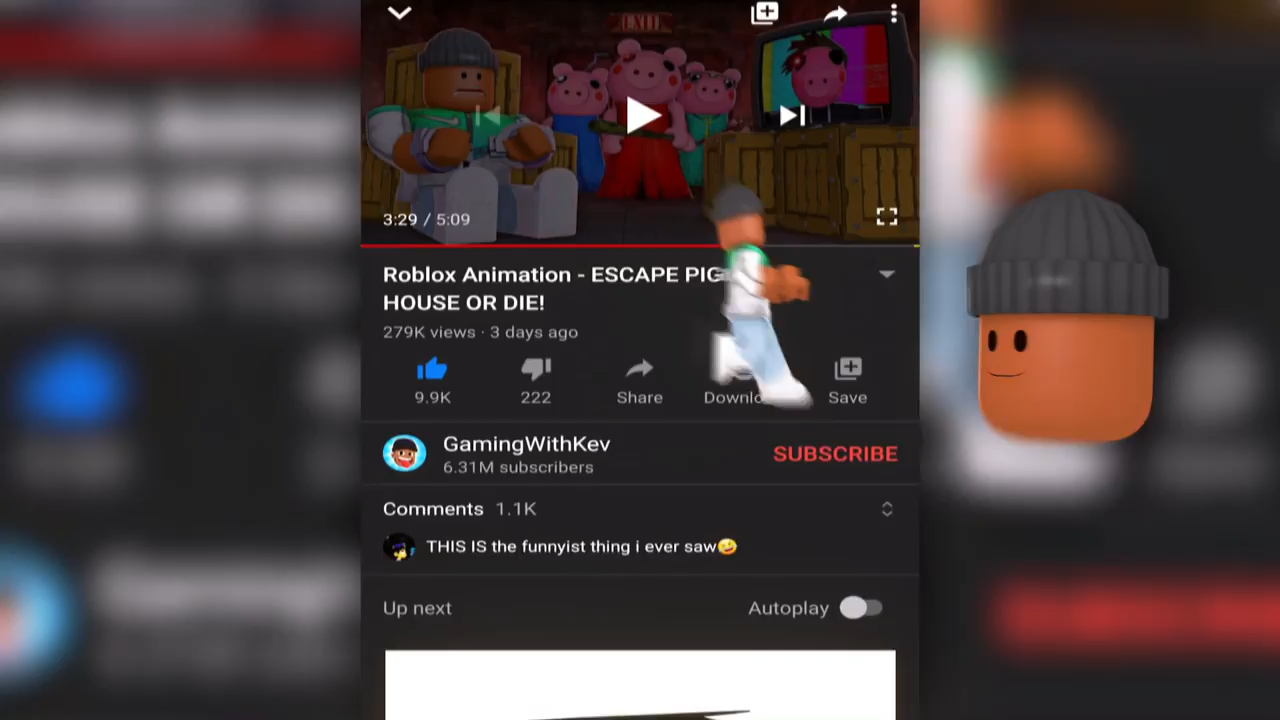 EXIT
3:29 / 5:09
Roblox Animation - ESCAPE PIG
HOUSE OR DIE!
279K views · 3 days ago
9.9K 222 Share Downlo Save
GamingWithKev
SUBSCRIBE
6.31M subscribers
Comments 1.1K
THIS IS the funnyist thing i ever saw🤣
Up next Autoplay